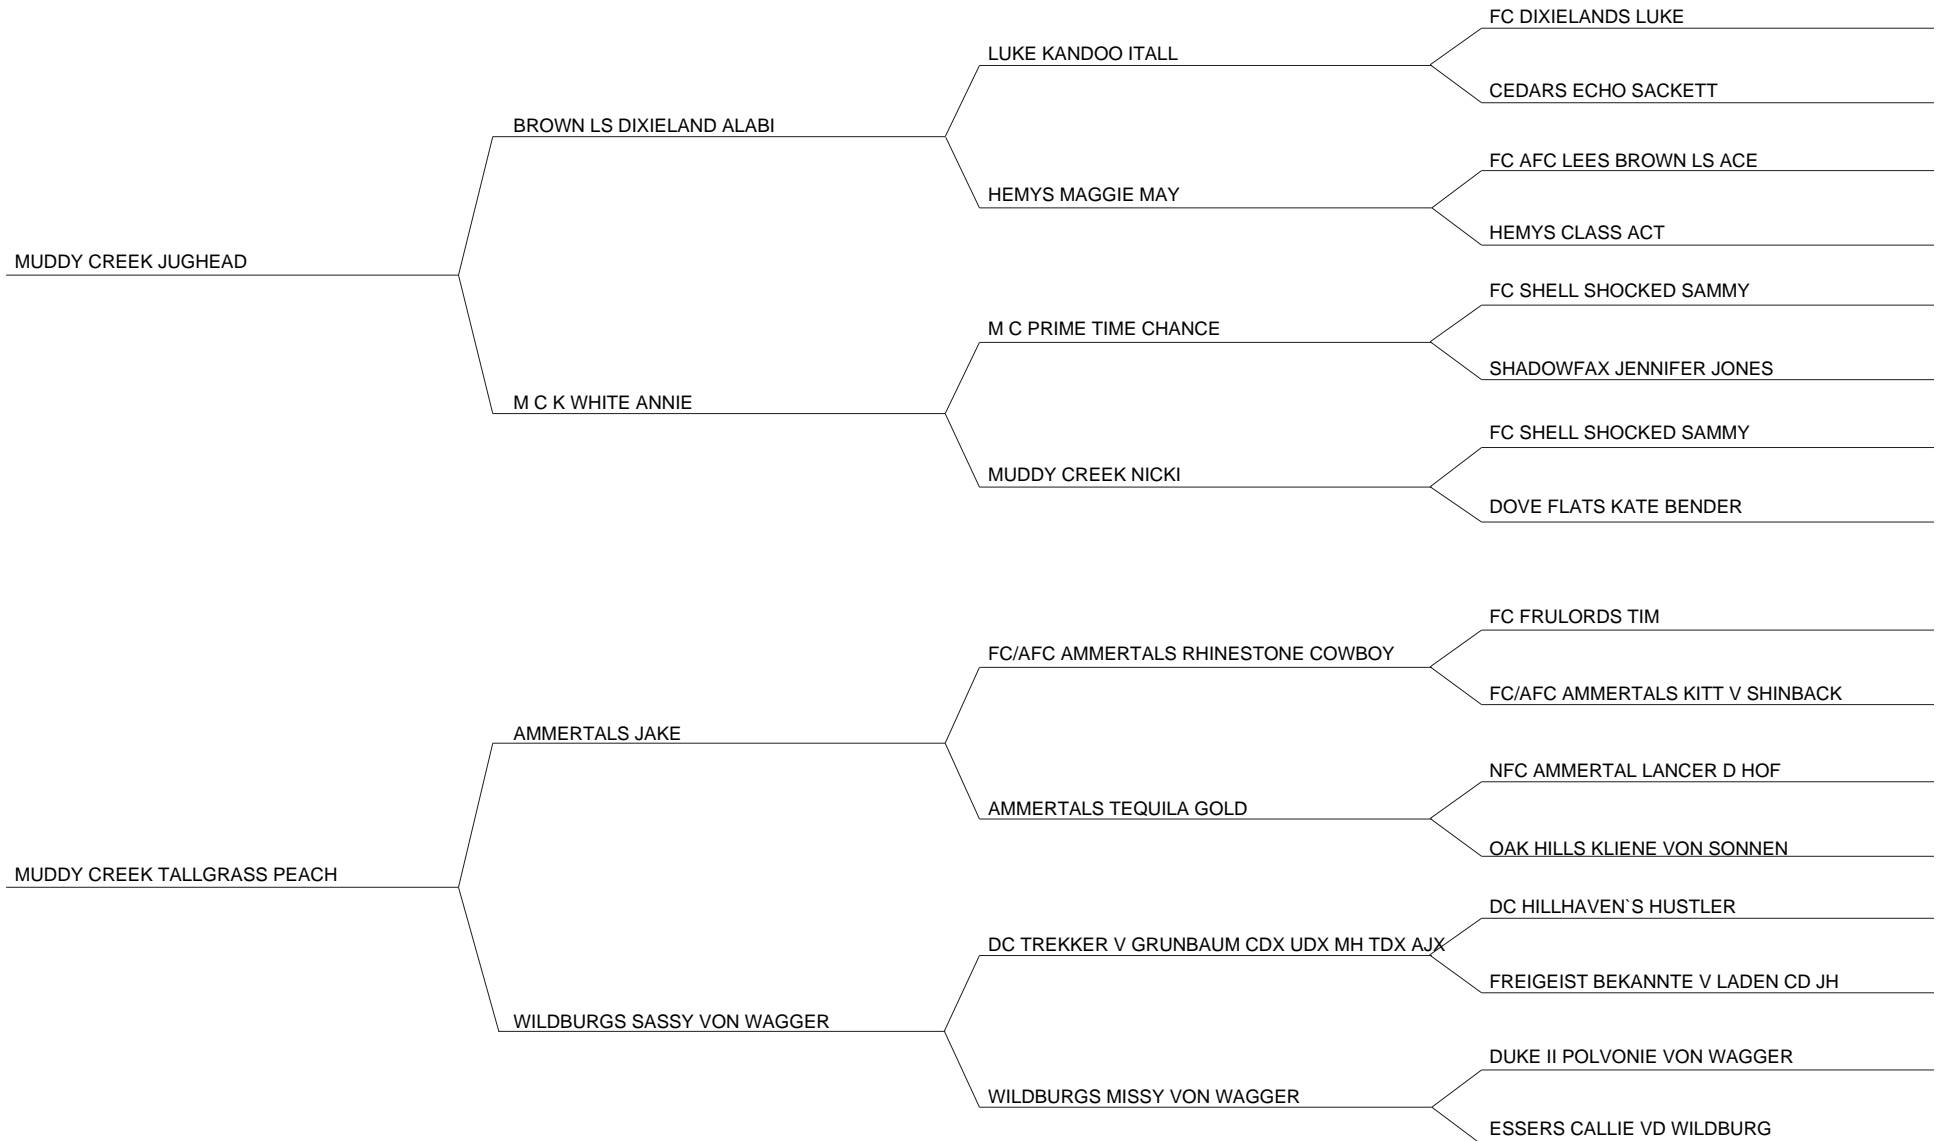 FC DIXIELANDS LUKE
LUKE KANDOO ITALL
CEDARS ECHO SACKETT
BROWN LS DIXIELAND ALABI
FC AFC LEES BROWN LS ACE
HEMYS MAGGIE MAY
HEMYS CLASS ACT
MUDDY CREEK JUGHEAD
FC SHELL SHOCKED SAMMY
M C PRIME TIME CHANCE
SHADOWFAX JENNIFER JONES
M C K WHITE ANNIE
FC SHELL SHOCKED SAMMY
MUDDY CREEK NICKI
DOVE FLATS KATE BENDER
FC FRULORDS TIM
FC/AFC AMMERTALS RHINESTONE COWBOY
FC/AFC AMMERTALS KITT V SHINBACK
AMMERTALS JAKE
NFC AMMERTAL LANCER D HOF
AMMERTALS TEQUILA GOLD
OAK HILLS KLIENE VON SONNEN
MUDDY CREEK TALLGRASS PEACH
DC HILLHAVEN`S HUSTLER
DC TREKKER V GRUNBAUM CDX UDX MH TDX AJX
FREIGEIST BEKANNTE V LADEN CD JH
WILDBURGS SASSY VON WAGGER
DUKE II POLVONIE VON WAGGER
WILDBURGS MISSY VON WAGGER
ESSERS CALLIE VD WILDBURG